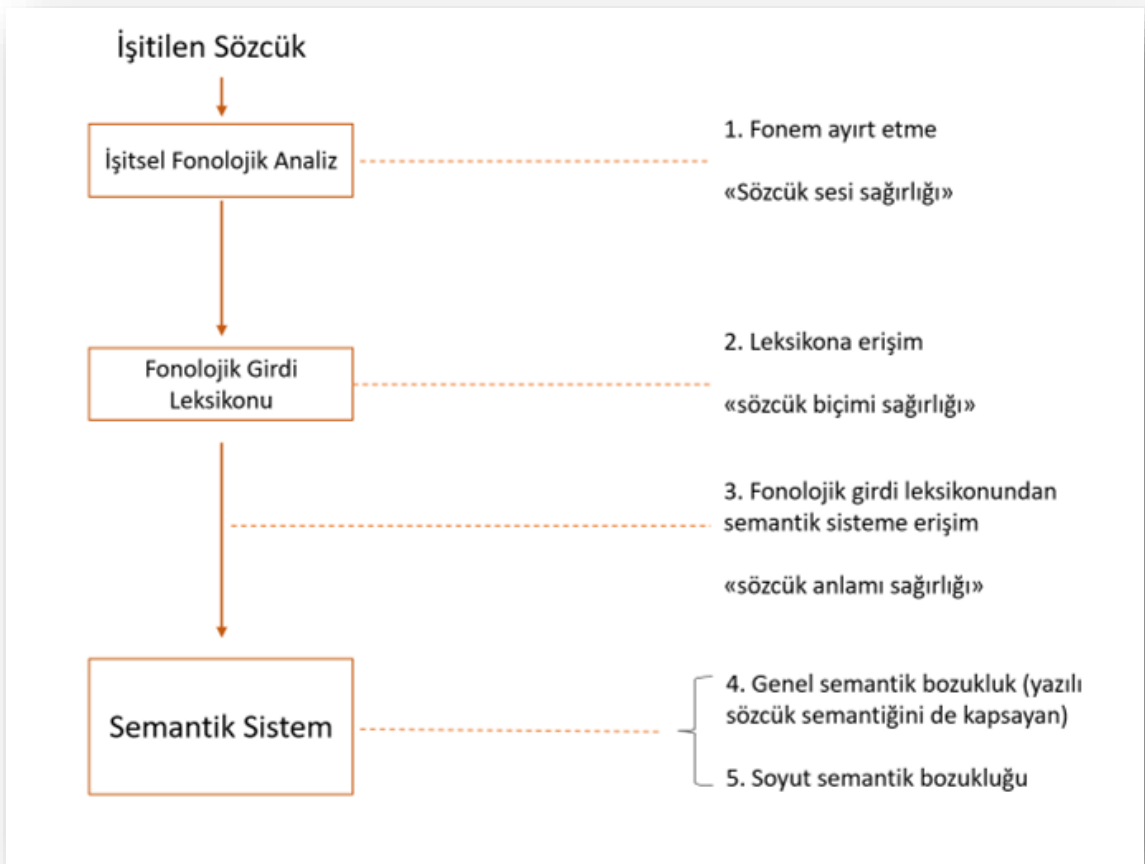 İşitilen Sözcük
İşitsel Fonolojik Analiz
1. Fonem ayırt etme
«Sözcük sesi sağırlığı»
Fonolojik Girdi
Leksikonu
2. Leksikona erişim
«sözcük biçimi sağırlığı»
3. Fonolojik girdi leksikonundan
semantik sisteme erişim
«sözcük anlamı sağırlığı»
Semantik Sistem
4. Genel semantik bozukluk (yazılı
sözcük semantiğini de kapsayan)
5. Soyut semantik bozukluğu